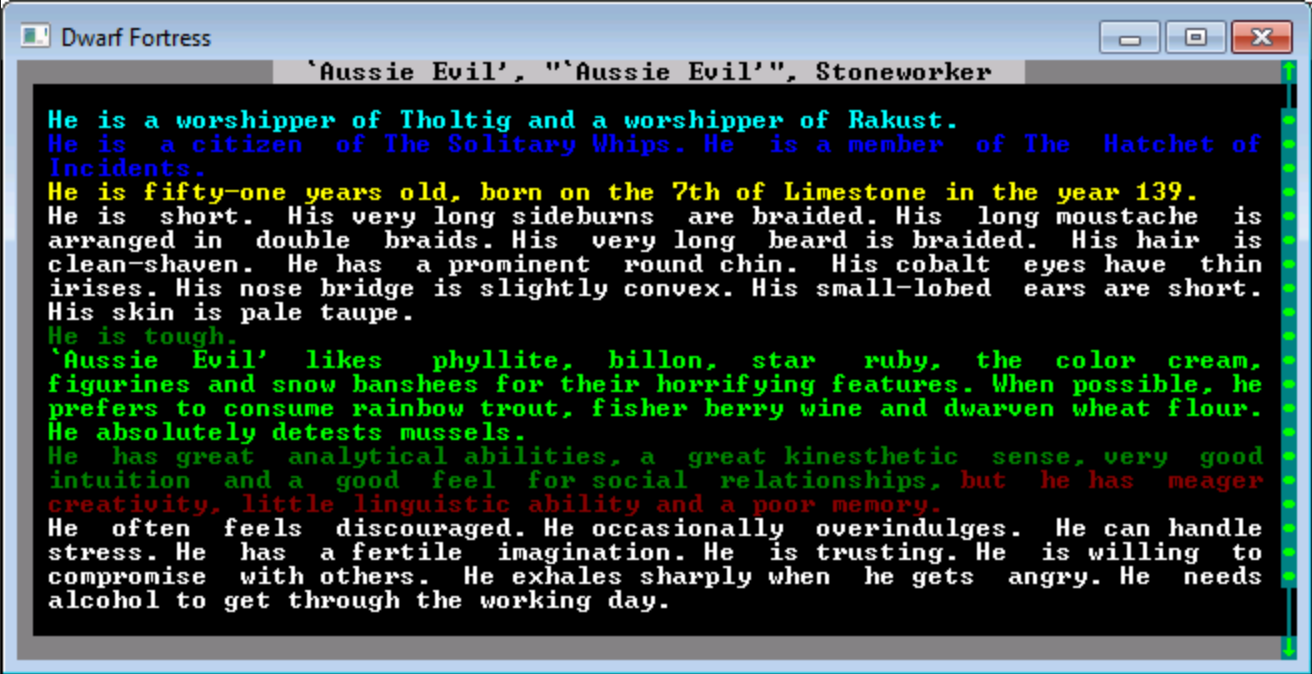 Dwarf Fortress
`Aussie Evil', "`Aussie Evil'", Stoneworker
He is a worshipper of Tholtig and a worshipper of Rakust.
He is a citizen of The Solitary Whips. He is a member of The Hatchet of
Incidents.
He is fifty-one years old, born on the 7th of Limestone in the year 139.
He is short. His very long sideburns are braided. His long moustache is
arranged in double braids. His very long beard is braided. His hair is
clean-shaven. He has a prominent round chin. His cobalt eyes have thin
irises. His nose bridge is slightly convex. His small-lobed ears are short.
His skin is pale taupe.
He is tough.
`Aussie Evil' likes phyllite, billon, star ruby, the color cream,
figurines and snow banshees for their horrifying features. When possible, he
prefers to consume rainbow trout, fisher berry wine and dwarven wheat flour.
He absolutely detests mussels.
He has great analytical abilities, a great kinesthetic sense, very good
intuition and a good feel for social relationships, but he has meager
creativity, little linguistic ability and a poor memory.
He often feels discouraged. He occasionally overindulges. He can handle
stress. He has a fertile imagination. He is trusting. He is willing to
compromise with others. He exhales sharply when he gets angry. He needs
alcohol to get through the working day.